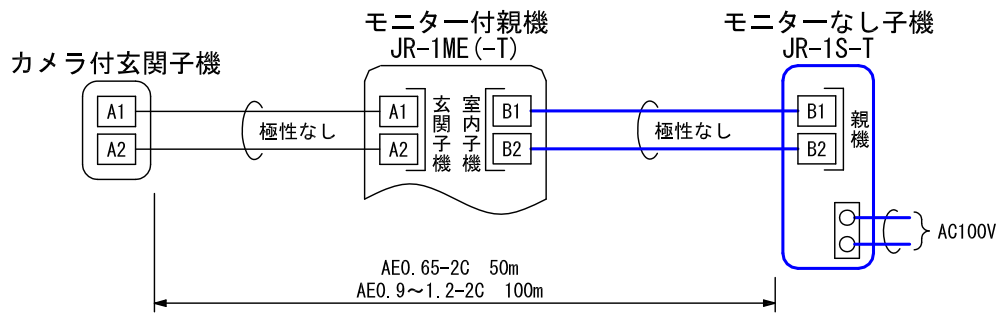 モニター付親機
JR-1ME(-T)
モニターなし子機
JR-1S-T
カメラ付玄関子機
A1
A2
極性なし
A1
A2
玄関子機
室内子機
B1
B2
極性なし
B1
B2
親機
AC100V
AE0.65-2C 50m
AE0.9～1.2-2C 100m